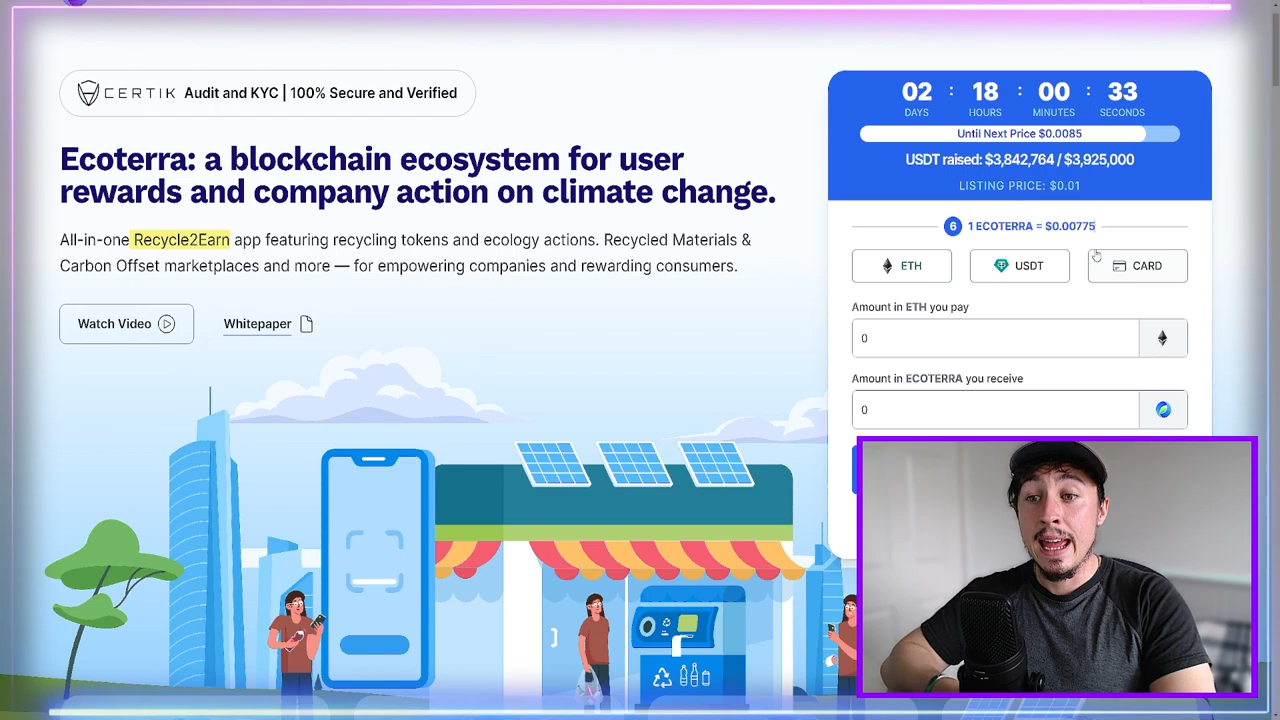 CERTIK Audit and KYC | 100% Secure and Verified
Ecoterra: a blockchain ecosystem for user
rewards and company action on climate change.
All-in-one Recycle2Earn app featuring recycling tokens and ecology actions. Recycled Materials &
Carbon Offset marketplaces and more — for empowering companies and rewarding consumers.
Watch Video
Whitepaper
02 : 18 : 00 : 33
DAYS HOURS MINUTES SECONDS
Until Next Price $0.0085
USDT raised: $3,842,764 / $3,925,000
LISTING PRICE: $0.01
6 1 ECOTERRA = $0.00775
ETH
USDT
CARD
Amount in ETH you pay
0
Amount in ECOTERRA you receive
0